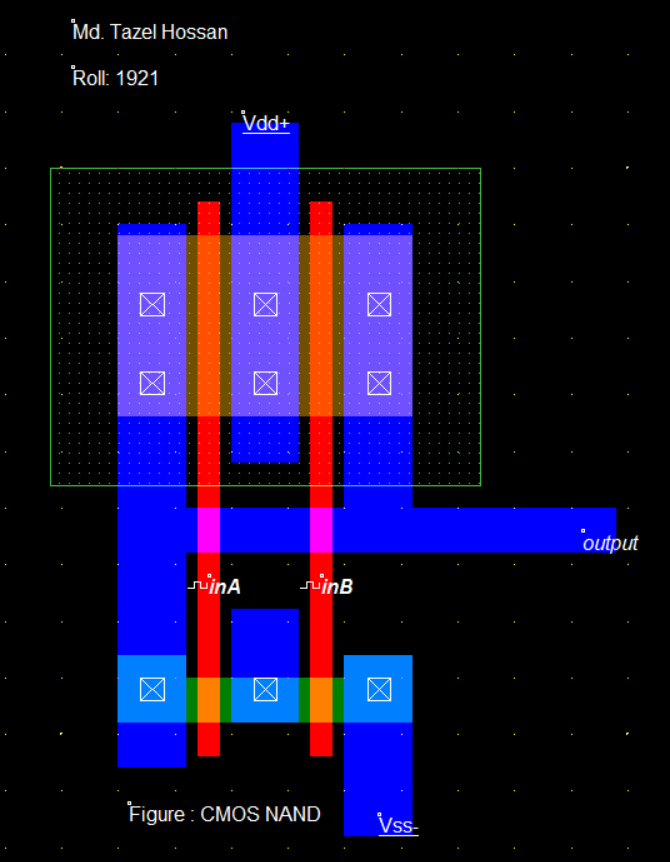 Md. Tazel Hossan
Roll: 1921
Vdd+
output
inA
inB
Figure : CMOS NAND
Vss-